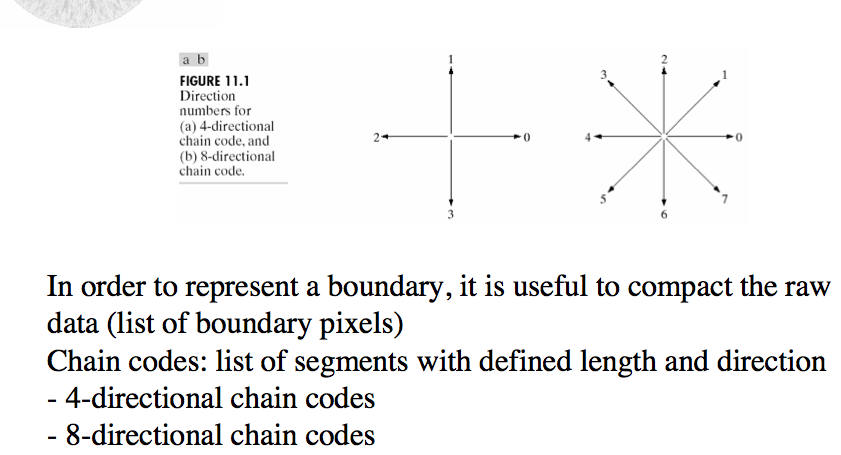 a b
FIGURE 11.1
Direction
numbers for
(a) 4-directional
chain code, and
(b) 8-directional
chain code.
1
2
0
3
2
3
1
4
0
5
7
6
In order to represent a boundary, it is useful to compact the raw
data (list of boundary pixels)
Chain codes: list of segments with defined length and direction
- 4-directional chain codes
- 8-directional chain codes